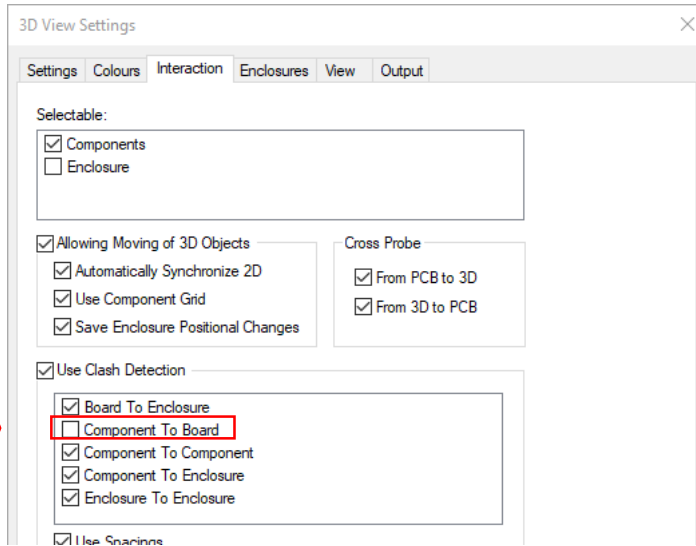 3D View Settings
Settings Colours Interaction Enclosures View Output
Selectable:
Components
Enclosure
Allowing Moving of 3D Objects
Automatically Synchronize 2D
Use Component Grid
Save Enclosure Positional Changes
Cross Probe
From PCB to 3D
From 3D to PCB
Use Clash Detection
Board To Enclosure
Component To Board
Component To Component
Component To Enclosure
Enclosure To Enclosure
Use Spacings